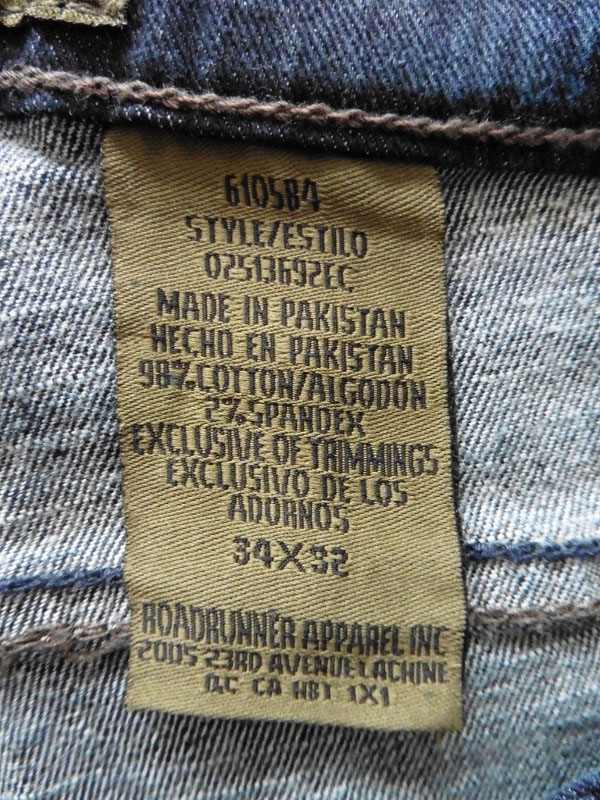 610584
STYLE/ESTILO
02513692EC
MADE IN PAKISTAN
HECHO EN PAKISTAN
98%COTTON/ALGODÓN
2%SPANDEX
EXCLUSIVE OF TRIMMINGS
EXCLUSIVO DE LOS
ADORNOS
34X32
ROADRUNNER APPAREL INC
2005 23RD AVENUE LACHINE
QC CA H8T 1X1